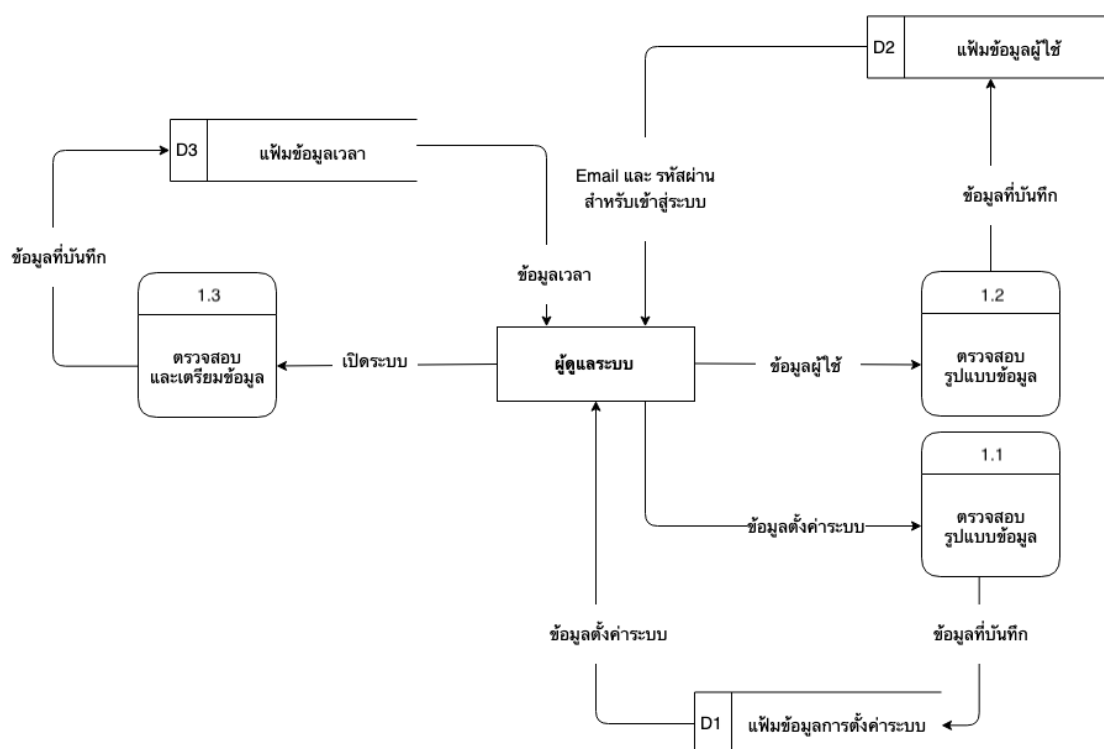 D2
แฟ้มข้อมูลผู้ใช้
D3
แฟ้มข้อมูลเวลา
Email และ รหัสผ่าน
สำหรับเข้าสู่ระบบ
ข้อมูลที่บันทึก
ข้อมูลที่บันทึก
ข้อมูลเวลา
1.3
ตรวจสอบ
และเตรียมข้อมูล
เปิดระบบ
ผู้ดูแลระบบ
ข้อมูลผู้ใช้
1.2
ตรวจสอบ
รูปแบบข้อมูล
1.1
ตรวจสอบ
รูปแบบข้อมูล
ข้อมูลตั้งค่าระบบ
ข้อมูลตั้งค่าระบบ
ข้อมูลที่บันทึก
D1
แฟ้มข้อมูลการตั้งค่าระบบ